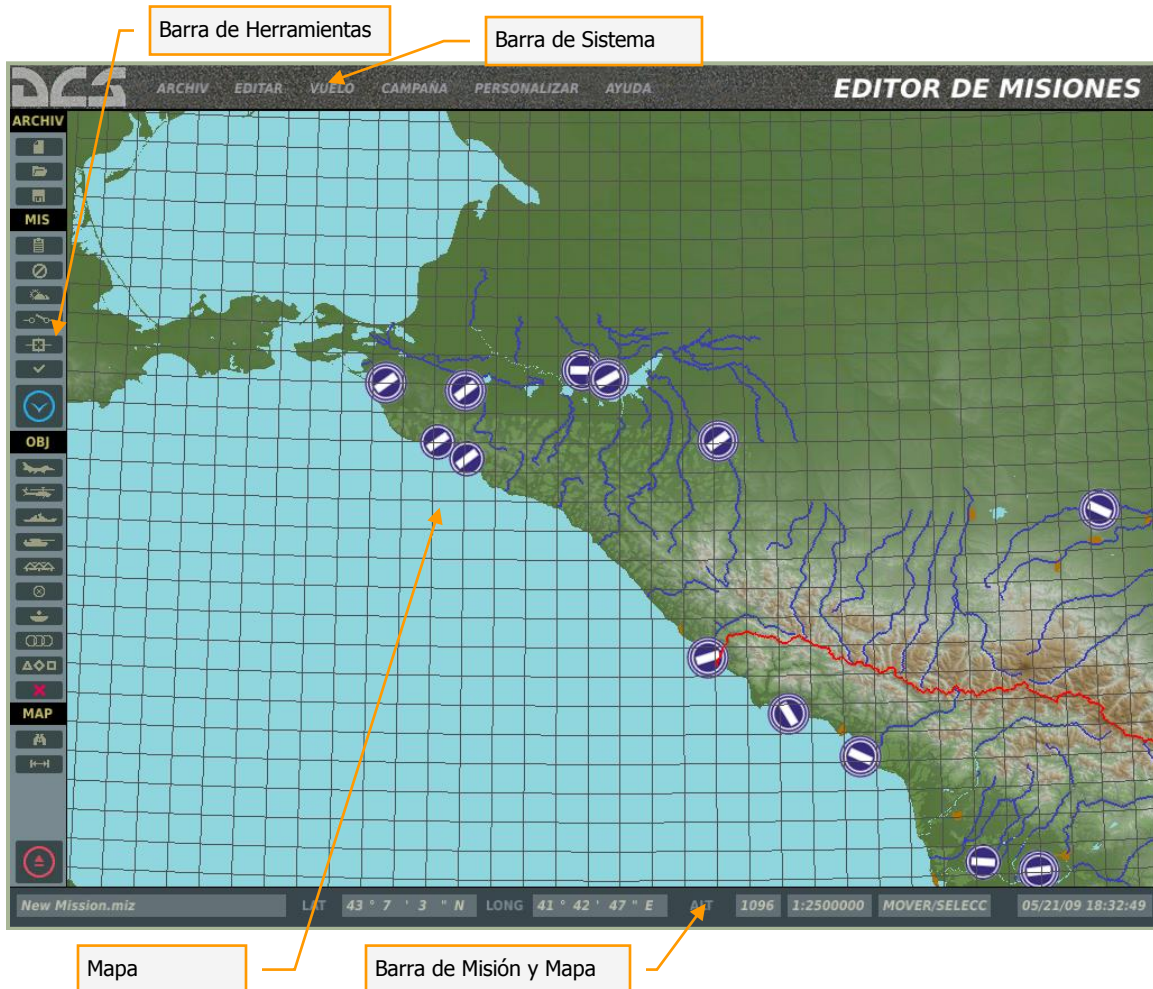 Barra de Herramientas
Barra de Sistema
DCS
ARCHIV EDITAR VUELO CAMPAÑA PERSONALIZAR AYUDA
EDITOR DE MISIONES
ARCHIV
MIS
OBJ
MAP
New Mission.miz LAT 43 ° 7 ' 3 " N LONG 41 ° 42 ' 47 " E ALT 1096 1:2500000 MOVER/SELECC 05/21/09 18:32:49
Mapa
Barra de Misión y Mapa